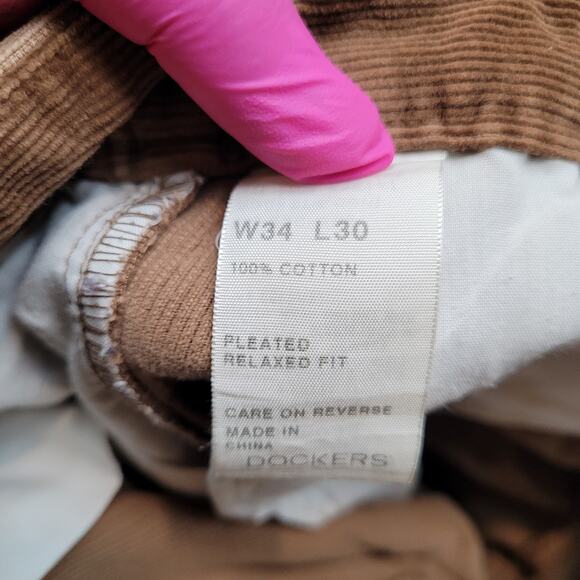 W34 L30
100% COTTON
PLEATED
RELAXED FIT
CARE ON REVERSE
MADE IN
CHINA
DOCKERS